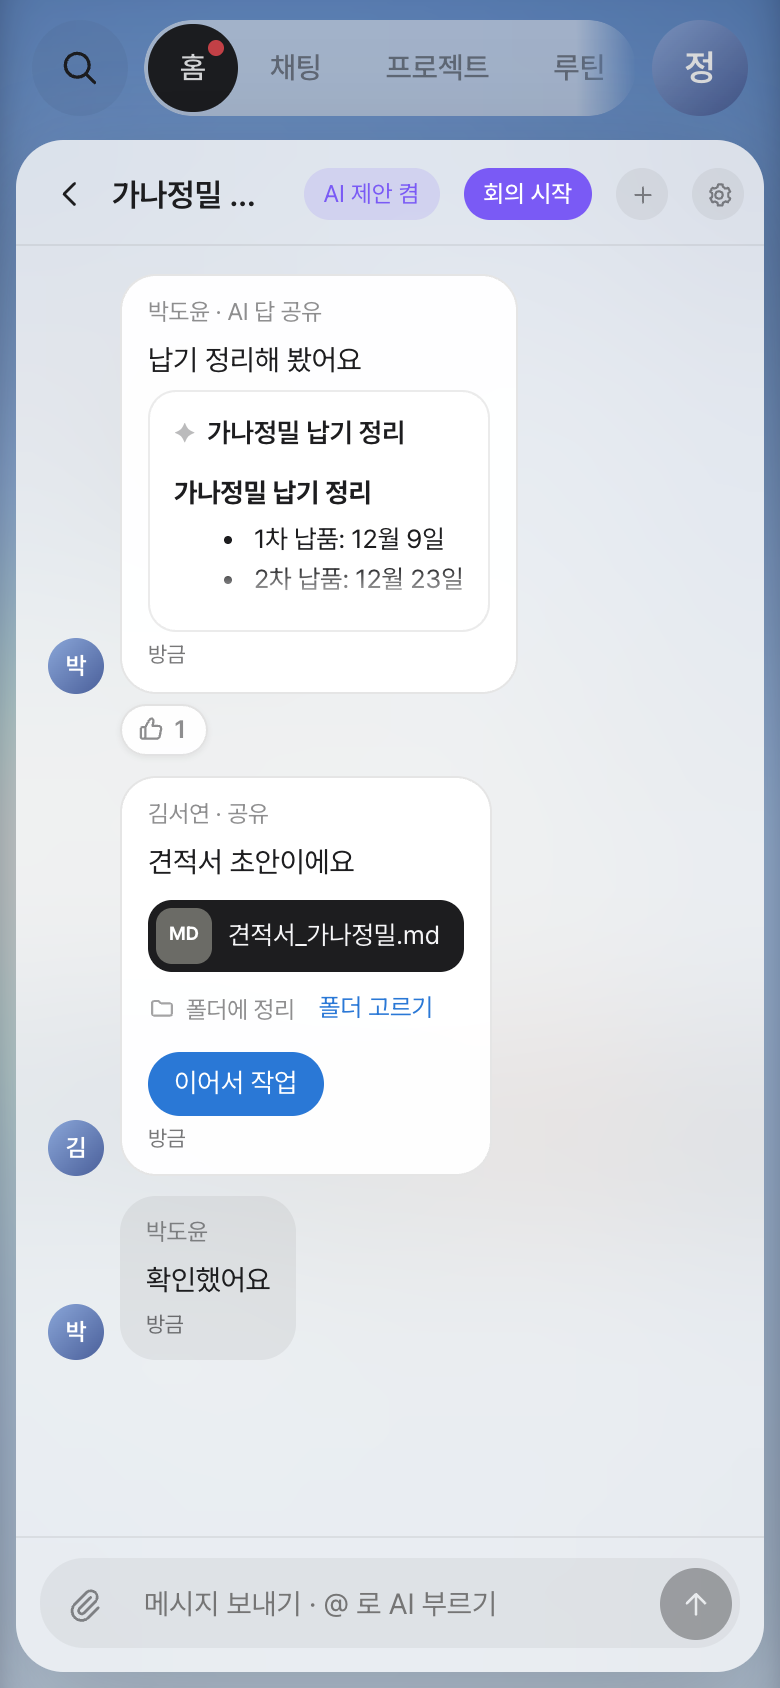 홈
채팅
프로젝트
루틴
정
가나정밀 ...
AI 제안 켬
회의 시작
박도윤 · AI 답 공유
납기 정리해 봤어요
가나정밀 납기 정리
가나정밀 납기 정리
• 1차 납품: 12월 9일
• 2차 납품: 12월 23일
방금
박
1
김서연 · 공유
견적서 초안이에요
MD 견적서_가나정밀.md
폴더에 정리 폴더 고르기
이어서 작업
방금
김
박도윤
확인했어요
방금
박
메시지 보내기 · @ 로 AI 부르기